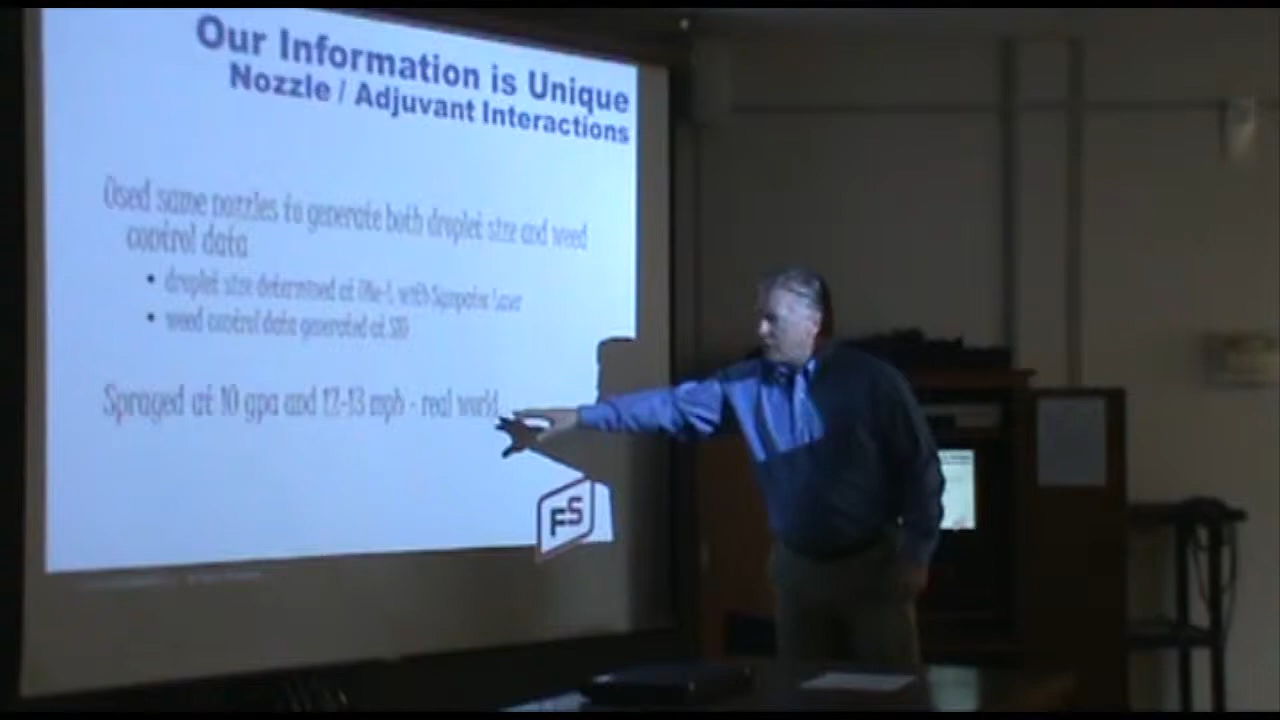 Our Information is Unique
Nozzle / Adjuvant Interactions
Used same nozzles to generate both droplet size and weed
control data
• droplet size determined at with Laser
• weed control data generated at
Sprayed at 10 gpa and 12-13 mph - real world
FS